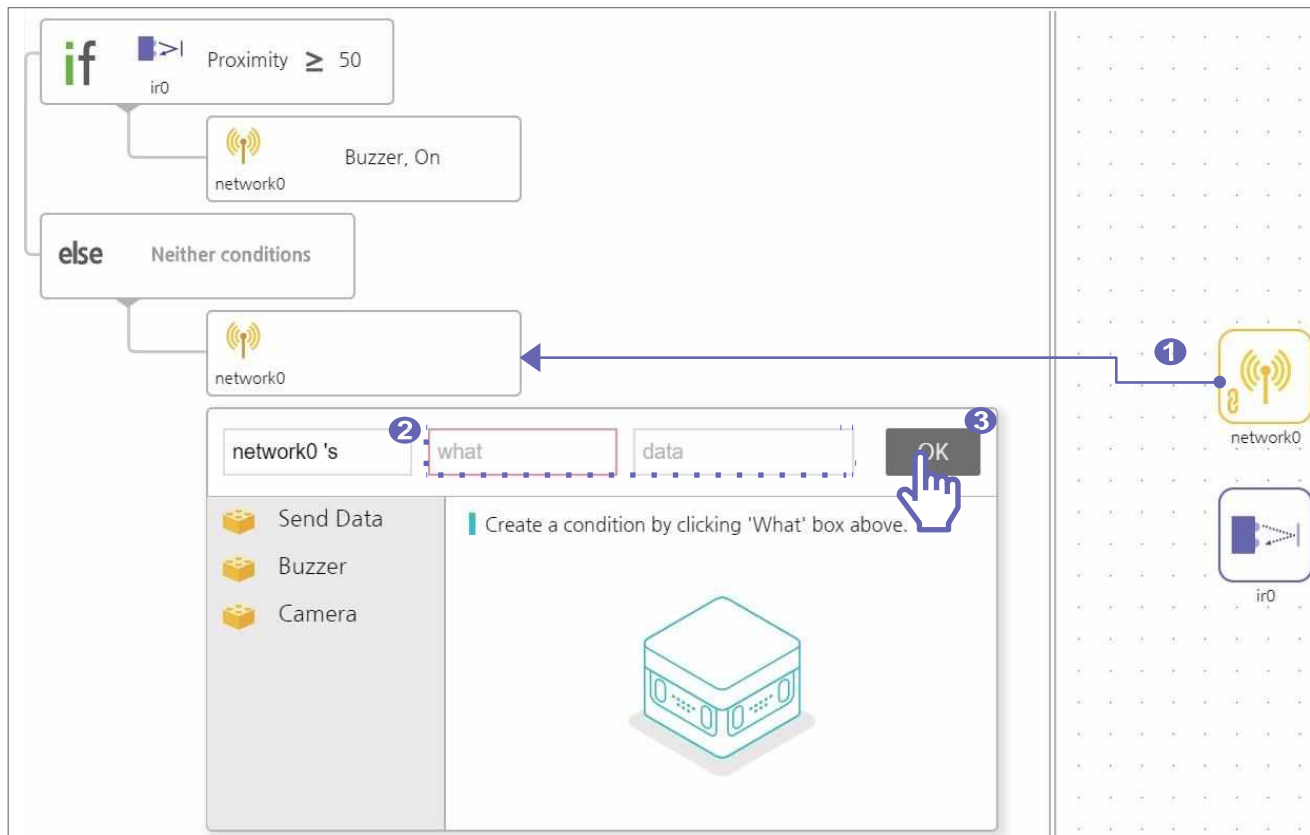 if
Proximity ≥ 50
ir0
Buzzer, On
network0
else Neither conditions
network0
1
network0
2
3
network0 's what data OK
Send Data
Buzzer
Camera
Create a condition by clicking 'What' box above.
ir0